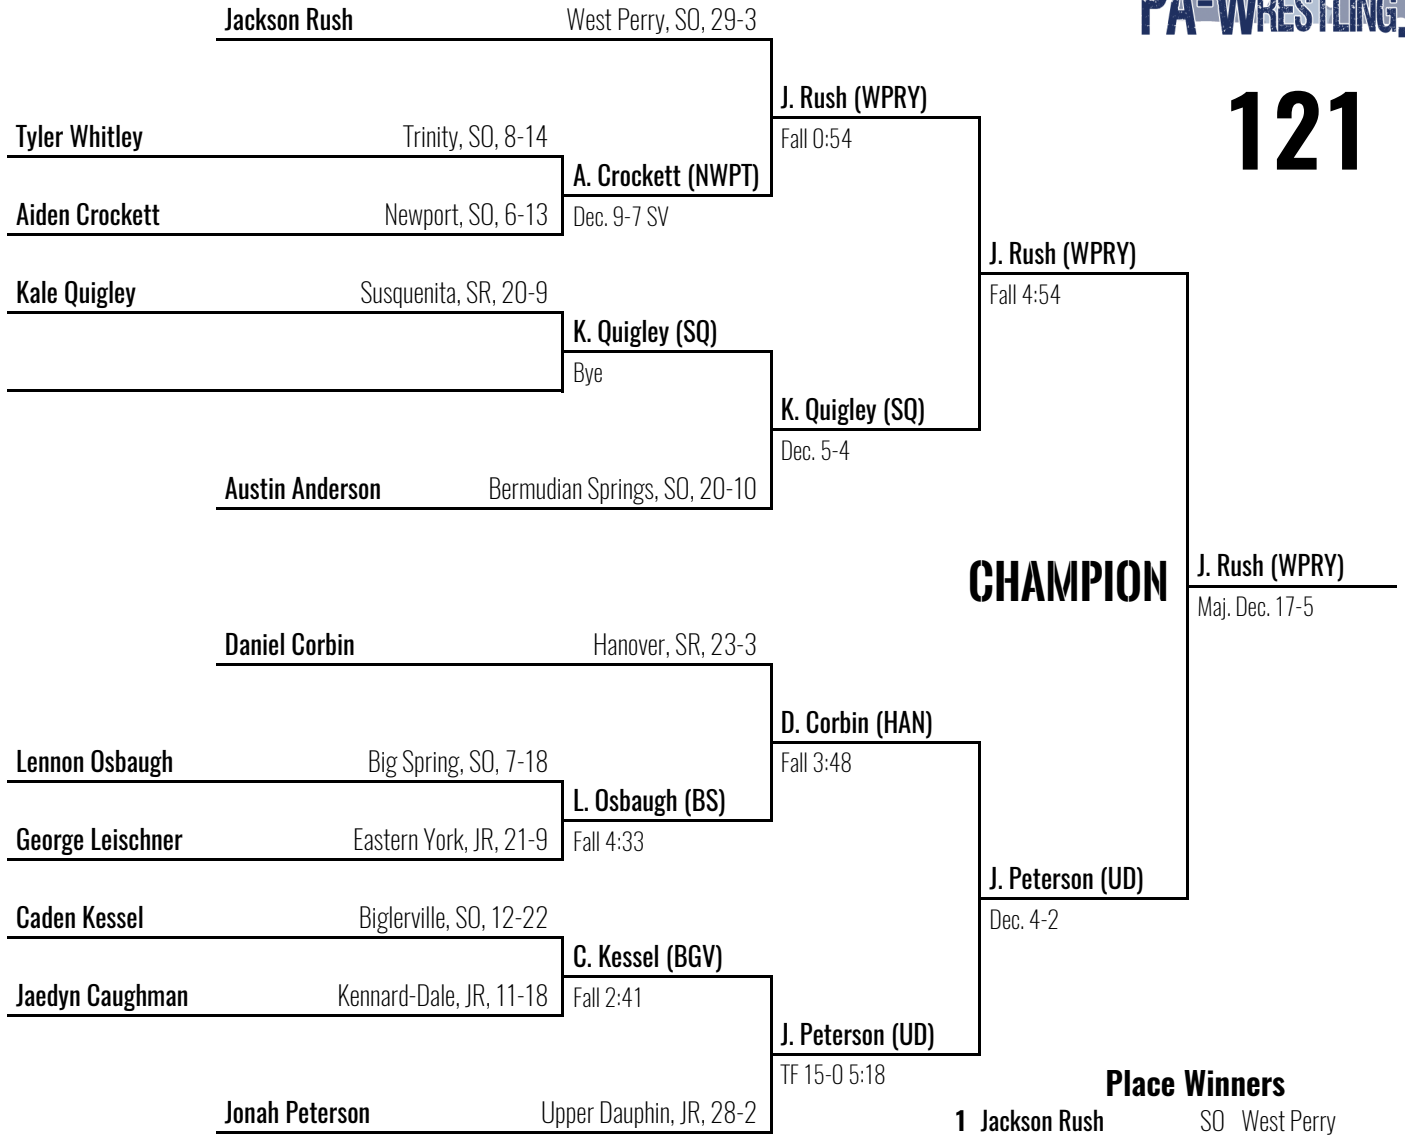 Jackson Rush West Perry, SO, 29-3
PA-WRESTLING.
121
J. Rush (WPRY)
Fall 0:54
Tyler Whitley Trinity, SO, 8-14
A. Crockett (NWPT)
Dec. 9-7 SV
Aiden Crockett Newport, SO, 6-13
J. Rush (WPRY)
Fall 4:54
Kale Quigley Susquenita, SR, 20-9
K. Quigley (SQ)
Bye
K. Quigley (SQ)
Dec. 5-4
Austin Anderson Bermudian Springs, SO, 20-10
CHAMPION
J. Rush (WPRY)
Maj. Dec. 17-5
Daniel Corbin Hanover, SR, 23-3
D. Corbin (HAN)
Fall 3:48
Lennon Osbaugh Big Spring, SO, 7-18
L. Osbaugh (BS)
Fall 4:33
George Leischner Eastern York, JR, 21-9
J. Peterson (UD)
Dec. 4-2
Caden Kessel Biglerville, SO, 12-22
C. Kessel (BGV)
Fall 2:41
Jaedyn Caughman Kennard-Dale, JR, 11-18
J. Peterson (UD)
TF 15-0 5:18
Jonah Peterson Upper Dauphin, JR, 28-2
Place Winners
1 Jackson Rush SO West Perry